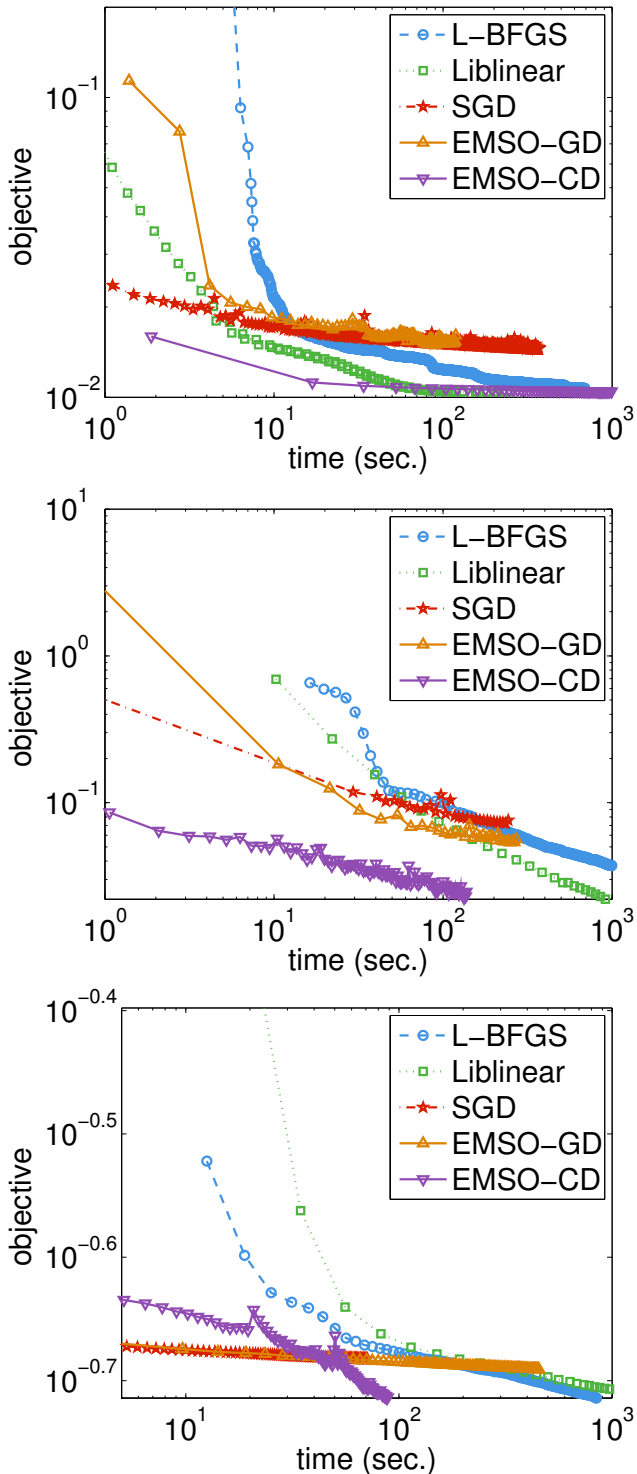 10^-1
10^-2
objective
L−BFGS
Liblinear
SGD
EMSO−GD
EMSO−CD
10^0 10^1 10^2 10^3
time (sec.)
10^1
10^0
10^-1
objective
L−BFGS
Liblinear
SGD
EMSO−GD
EMSO−CD
10^0 10^1 10^2 10^3
time (sec.)
10^-0.4
10^-0.5
10^-0.6
10^-0.7
objective
L−BFGS
Liblinear
SGD
EMSO−GD
EMSO−CD
10^1 10^2 10^3
time (sec.)